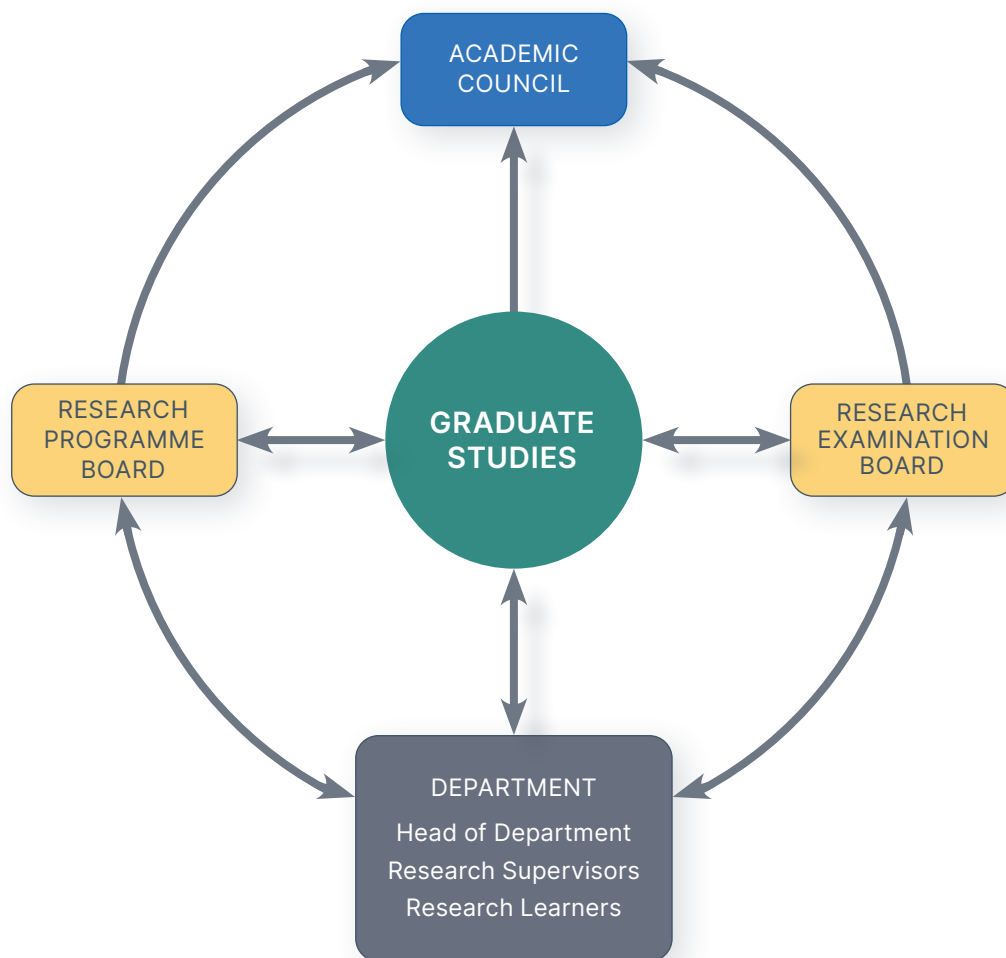 ACADEMIC
COUNCIL
RESEARCH
PROGRAMME
BOARD
GRADUATE
STUDIES
RESEARCH
EXAMINATION
BOARD
DEPARTMENT
Head of Department
Research Supervisors
Research Learners